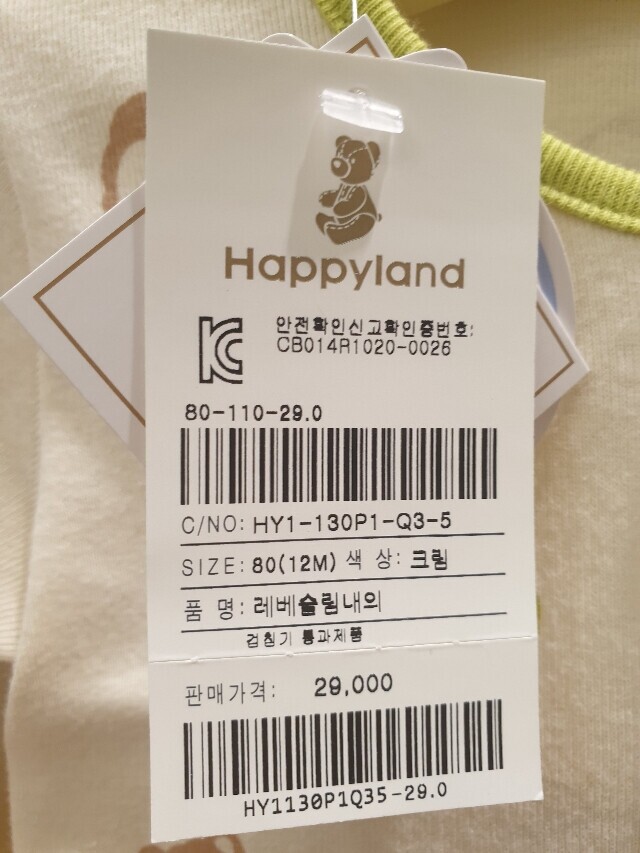 Happyland
안전확인신고확인증번호:
CB014R1020-0026
80-110-29.0
C/NO: HY1-130P1-Q3-5
SIZE: 80(12M) 색 상: 크림
품 명: 레베슬림내의
검침기 통과제품
판매가격: 29,000
HY1130P1Q35-29.0